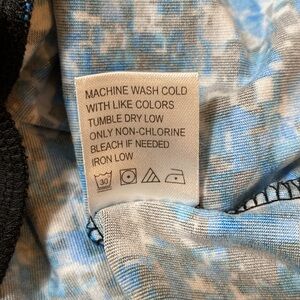 MACHINE WASH COLD
WITH LIKE COLORS
TUMBLE DRY LOW
ONLY NON-CHLORINE
BLEACH IF NEEDED
IRON LOW
30